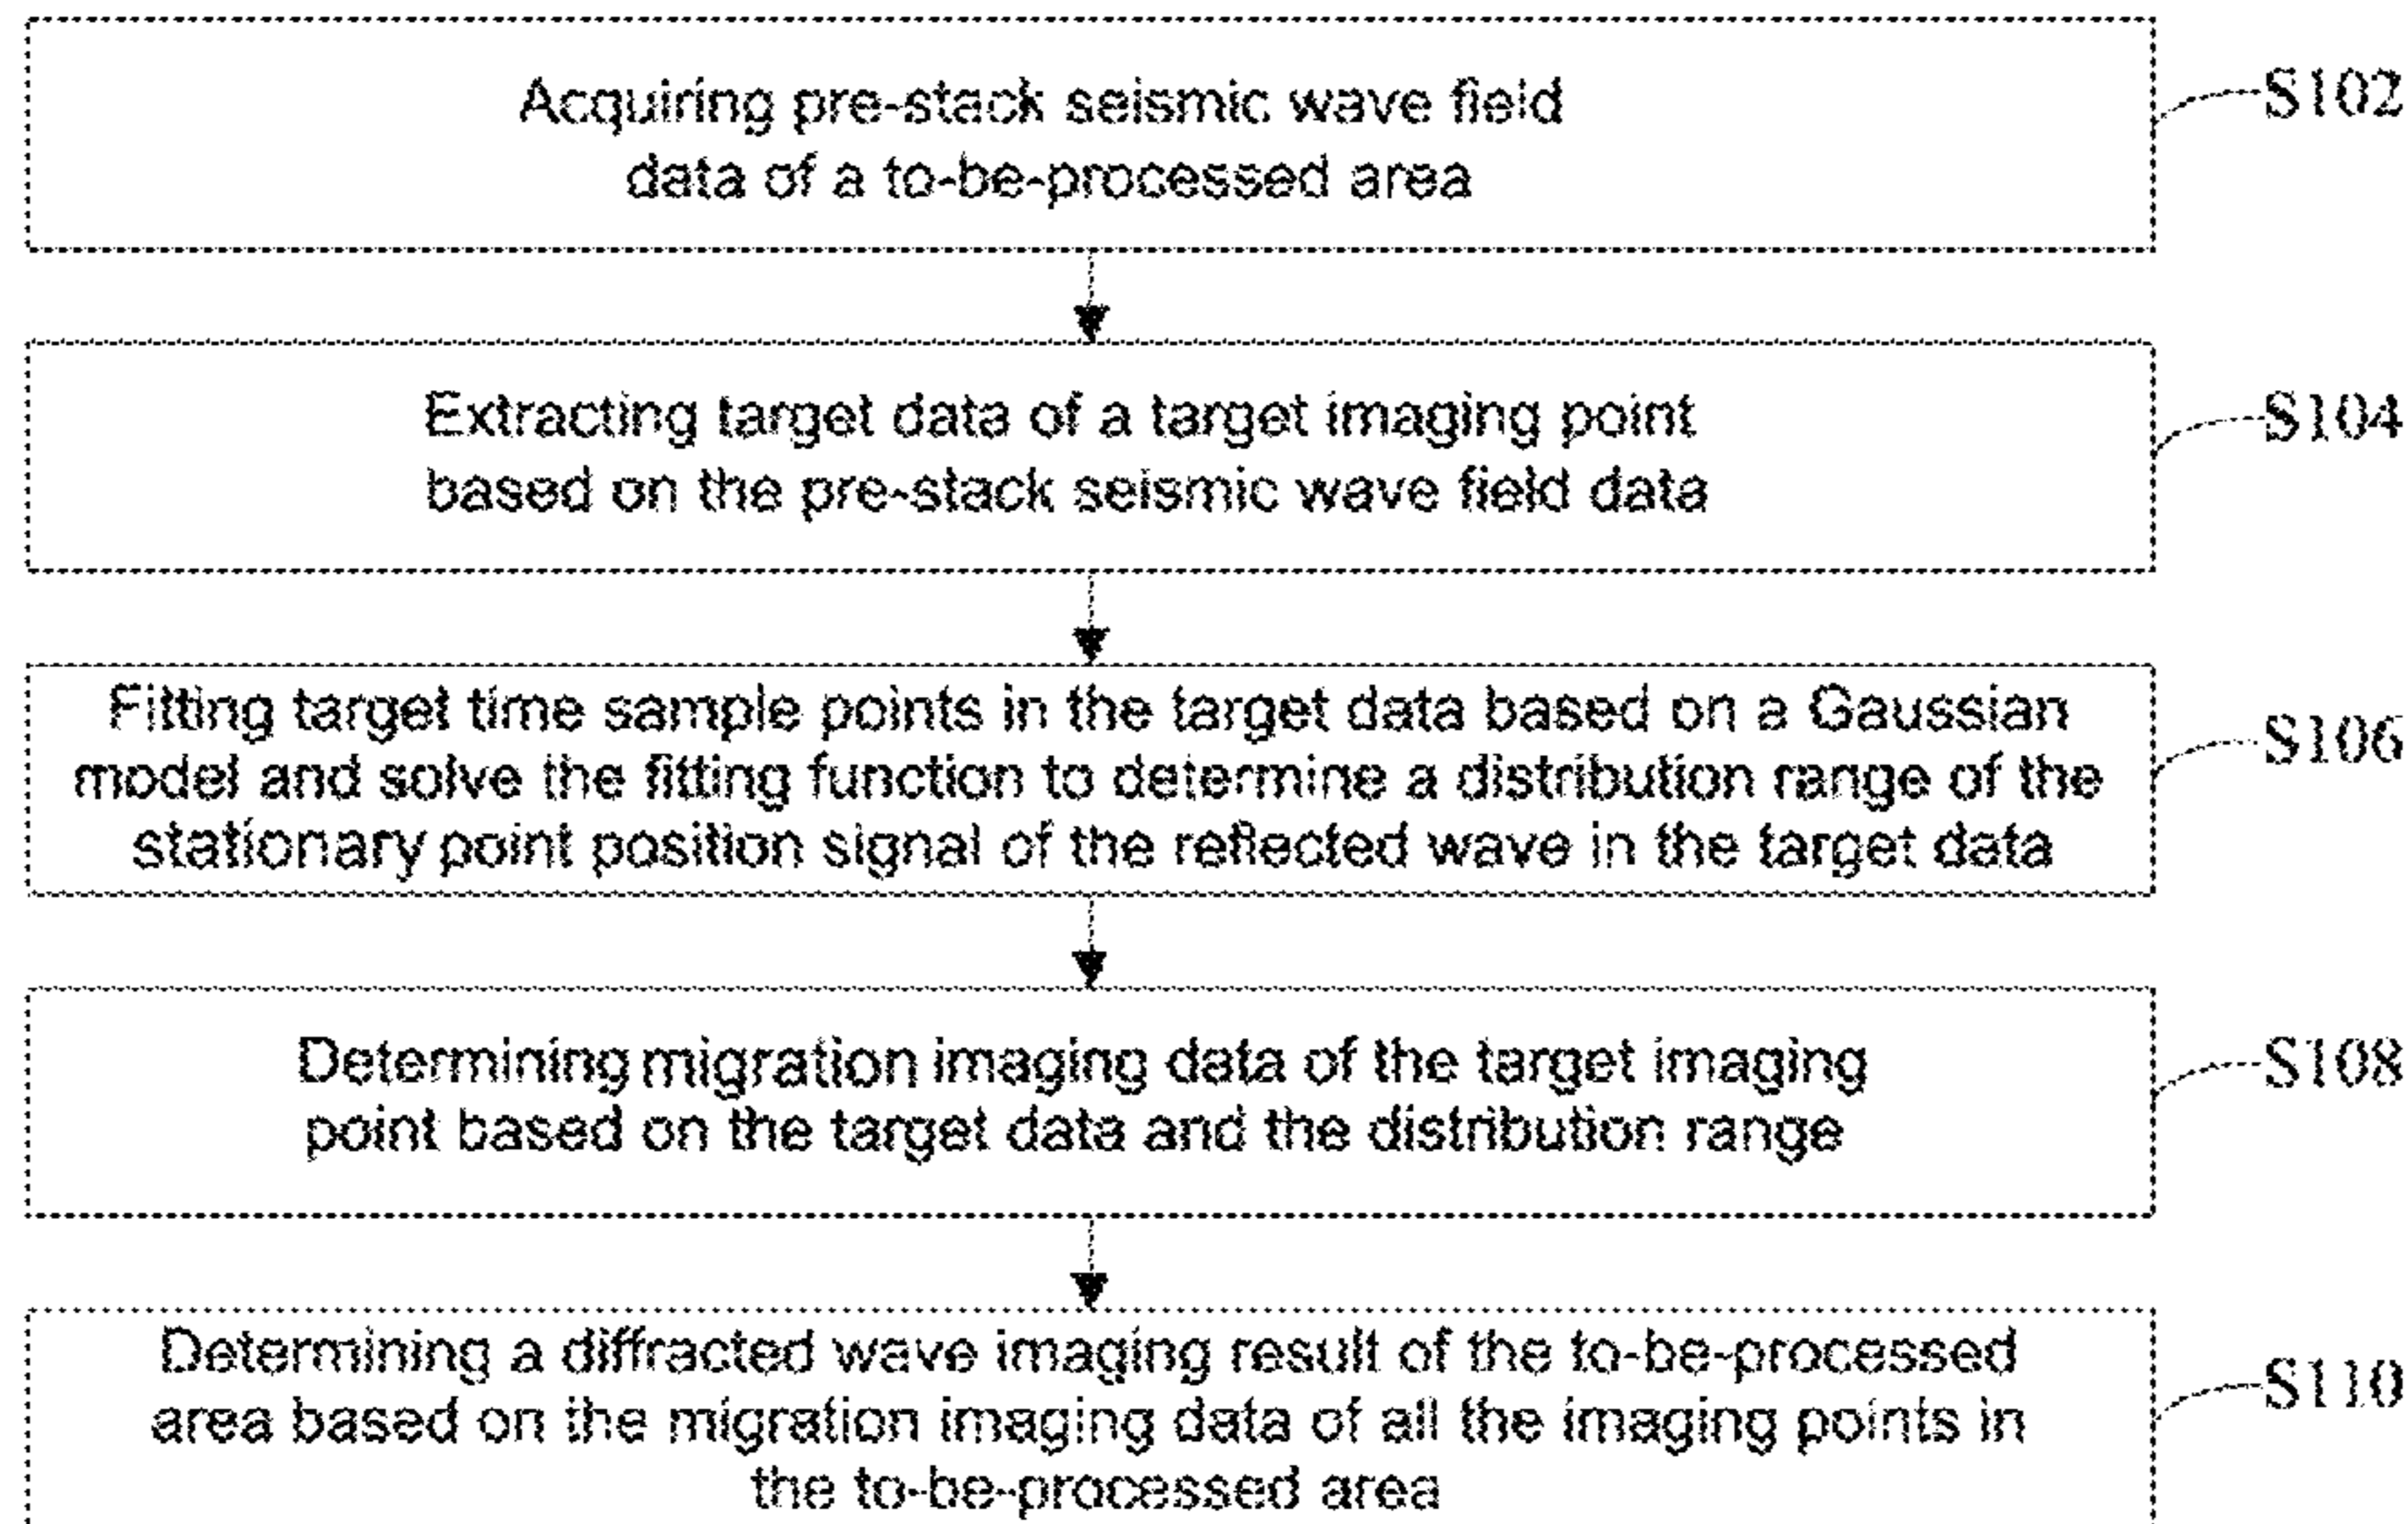 Acquiring pre-stack seismic wave field
data of a to-be-processed area
S102
Extracting target data of a target imaging point
based on the pre-stack seismic wave field data
S104
Fitting target time sample points in the target data based on a Gaussian
model and solve the fitting function to determine a distribution range of the
stationary point position signal of the reflected wave in the target data
S106
Determining migration imaging data of the target imaging
point based on the target data and the distribution range
S108
Determining a diffracted wave imaging result of the to-be-processed
area based on the migration imaging data of all the imaging points in
the to-be-processed area
S110